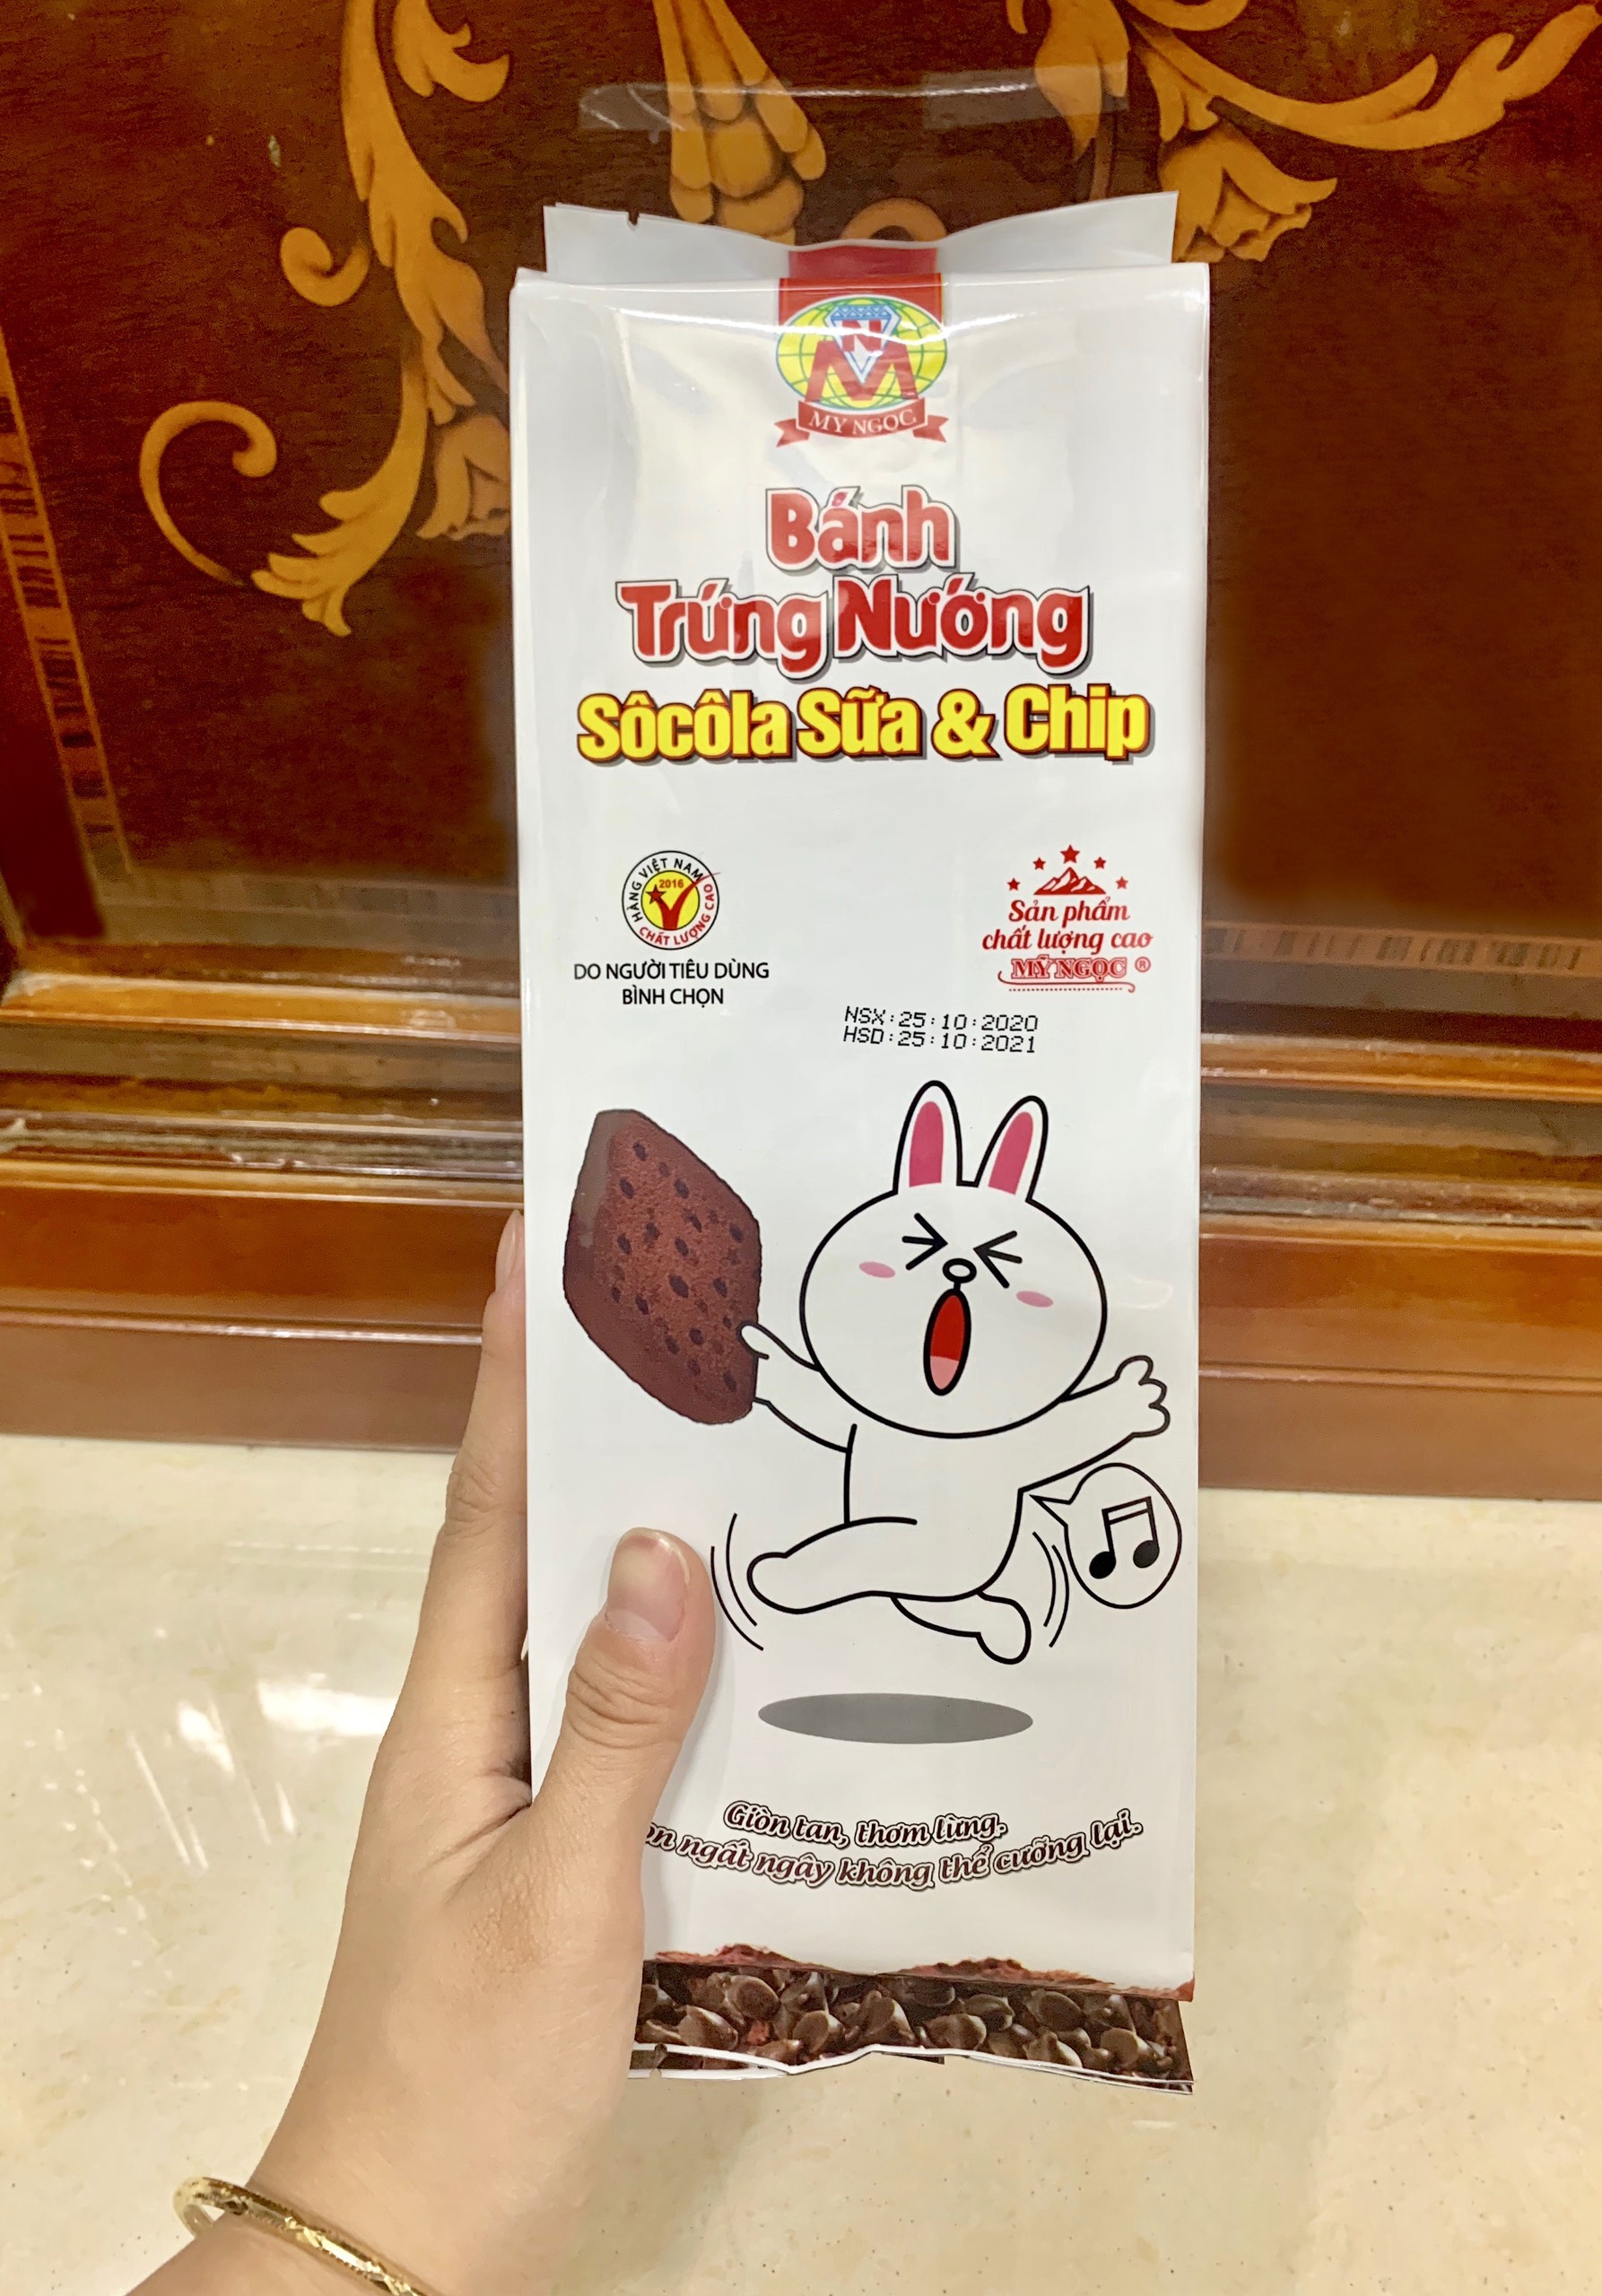 NM
MY NGOC
Bánh
Trứng Nướng
Sôcôla Sữa & Chip
HÀNG VIỆT NAM
2016
CHẤT LƯỢNG CAO
DO NGƯỜI TIÊU DÙNG
BÌNH CHỌN
Sản phẩm
chất lượng cao
MỸ NGỌC ®
NSX:25:10:2020
HSD:25:10:2021
Giòn tan, thơm lừng.
ngất ngây không thể cưỡng lại.